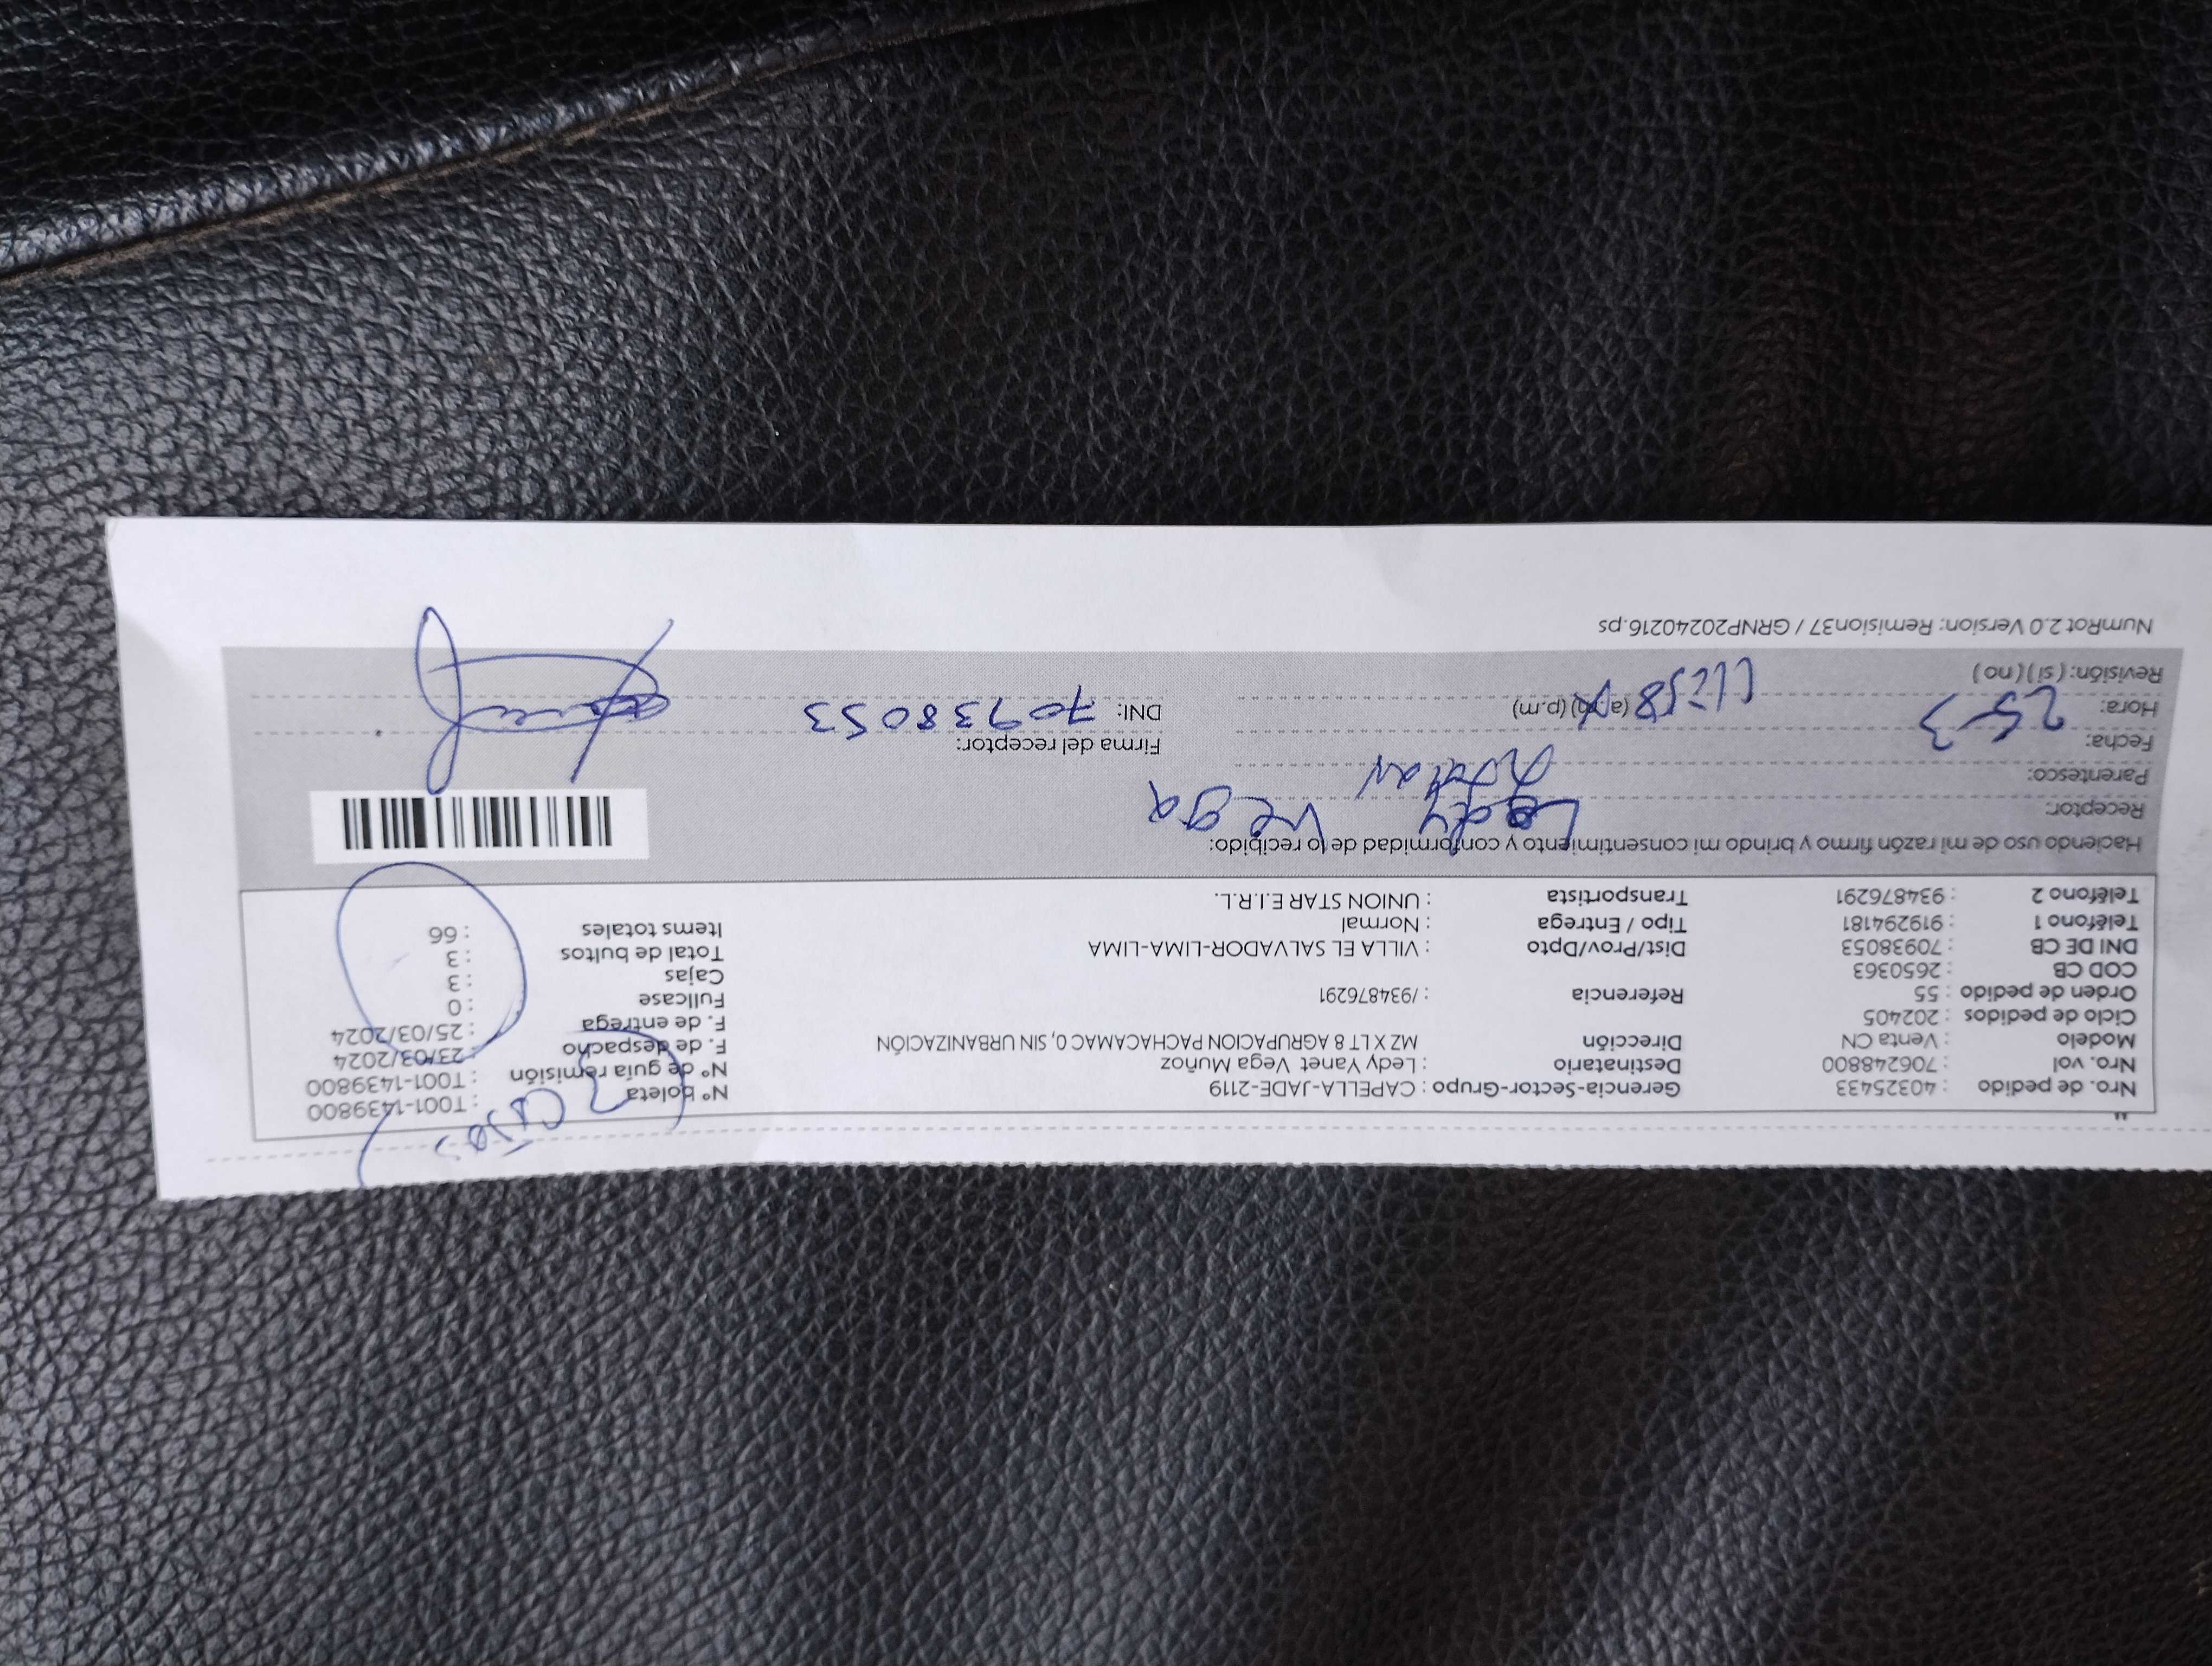 Nro. de pedido : 40325433 Gerencia-Sector-Grupo : CAPELLA-JADE-2119 N° boleta : T001-1439800
3 CAJAS
Nro. vol : 706248800 Destinatario : Ledy Yanet Vega Muñoz N° de guía remisión : T001-1439800
Modelo : Venta CN Dirección MZ X LT 8 AGRUPACION PACHACAMAC 0, SIN URBANIZACIÓN F. de despacho : 23/03/2024
Ciclo de pedidos : 202405 F. de entrega : 25/03/2024
Orden de pedido : 55 Referencia : /934876291 Fullcase : 0
COD CB : 2650363 Cajas : 3
DNI DE CB : 70938053 Dist/Prov/Dpto : VILLA EL SALVADOR-LIMA-LIMA Total de bultos : 3
Teléfono 1 : 919294181 Tipo / Entrega : Normal Items totales : 66
Teléfono 2 : 934876291 Transportista : UNION STAR E.I.R.L.
Haciendo uso de mi razón firmo y brindo mi consentimiento y conformidad de lo recibido:
Receptor: Ledy Vega
Parentesco: titular
Fecha: 25-3 Firma del receptor:
Hora: 11:58 (a.m) (p.m) DNI: 70938053
Revisión: ( si ) ( no )
NumRot 2.0 Version: Remision37 / GRNP20240216.ps